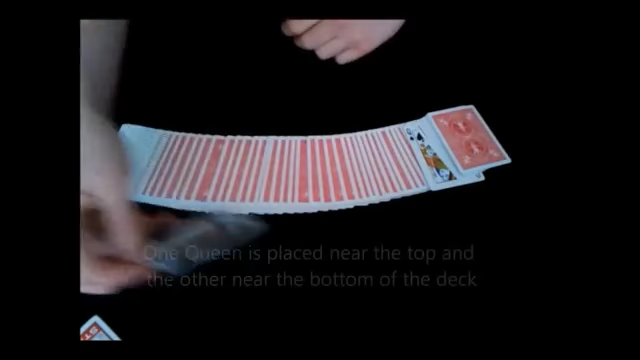 One Queen is placed near the top and
the other near the bottom of the deck